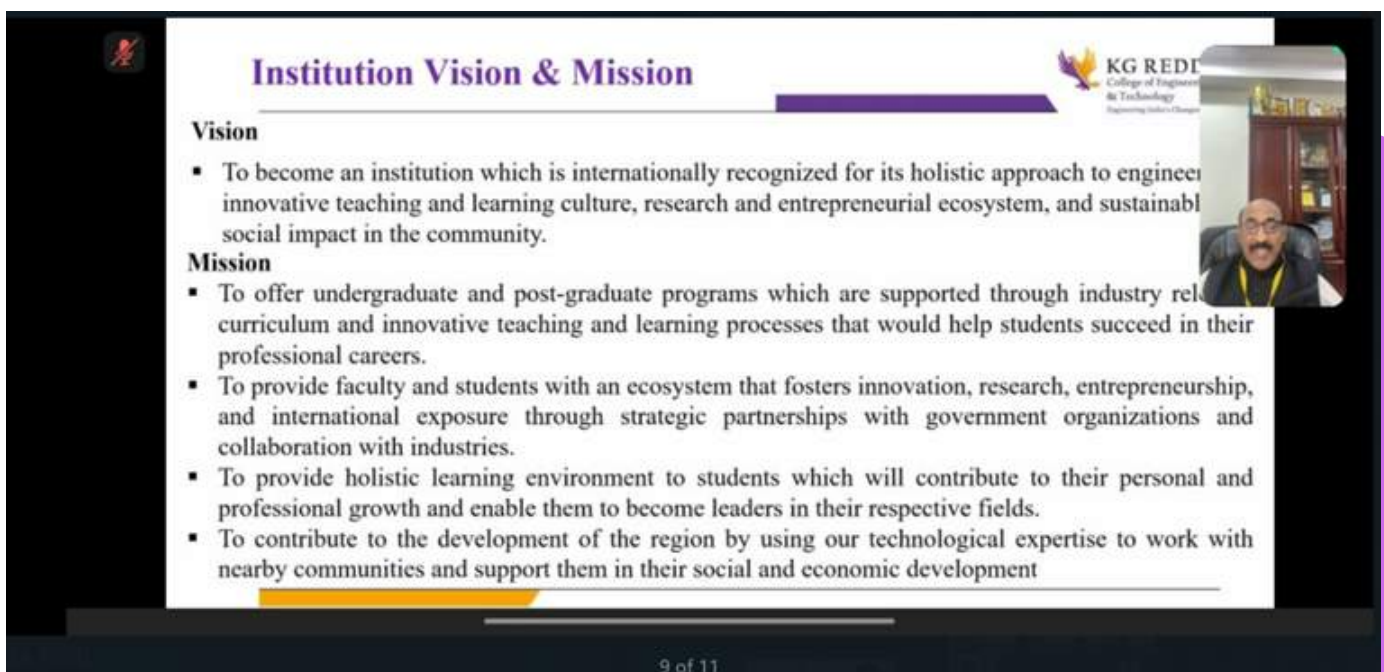 Institution Vision & Mission
KG REDD
College of Engineer
& Technology
Vision
▪ To become an institution which is internationally recognized for its holistic approach to engineer
innovative teaching and learning culture, research and entrepreneurial ecosystem, and sustainabl
social impact in the community.
Mission
▪ To offer undergraduate and post-graduate programs which are supported through industry rel
curriculum and innovative teaching and learning processes that would help students succeed in their
professional careers.
▪ To provide faculty and students with an ecosystem that fosters innovation, research, entrepreneurship,
and international exposure through strategic partnerships with government organizations and
collaboration with industries.
▪ To provide holistic learning environment to students which will contribute to their personal and
professional growth and enable them to become leaders in their respective fields.
▪ To contribute to the development of the region by using our technological expertise to work with
nearby communities and support them in their social and economic development
9 of 11